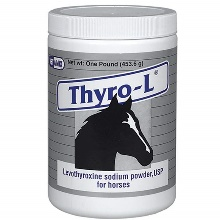 Net wt: One Pound (453.6 g)
Thyro-L®
Levothyroxine sodium powder, USP
for horses